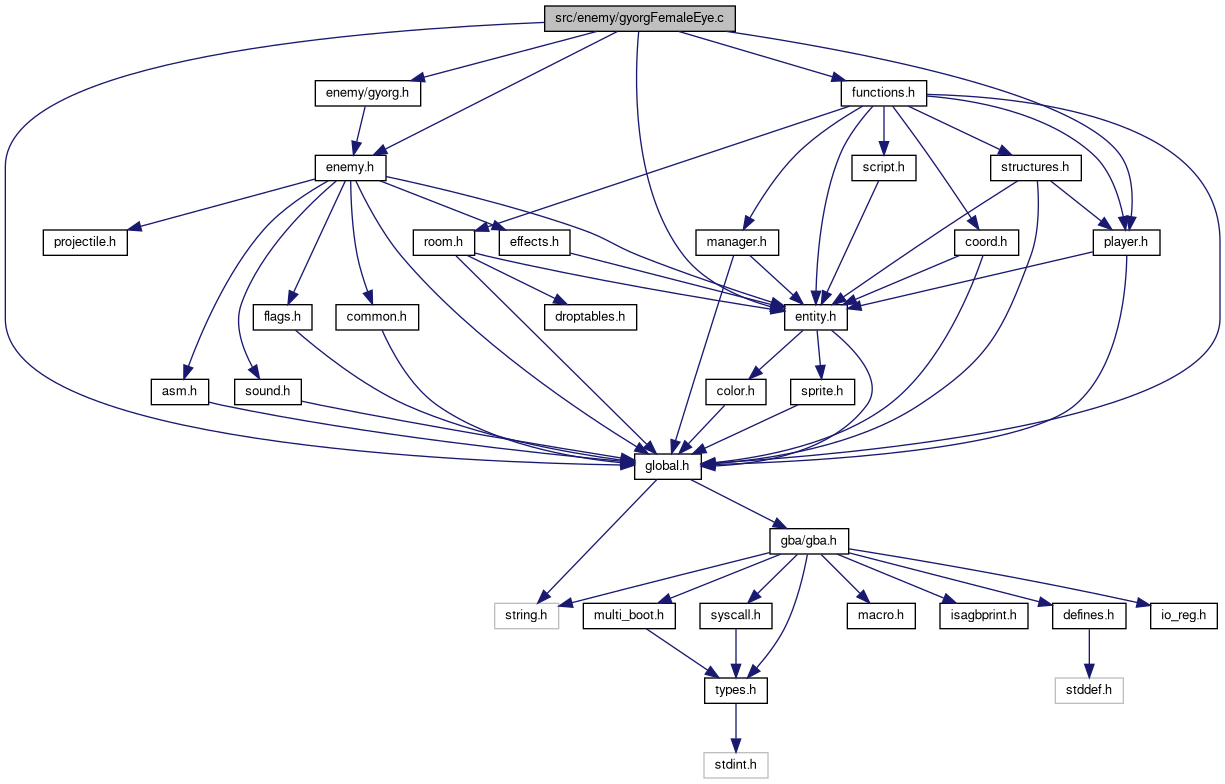 src/enemy/gyorgFemaleEye.c
enemy/gyorg.h
functions.h
enemy.h
script.h
structures.h
projectile.h
room.h
effects.h
manager.h
coord.h
player.h
flags.h
common.h
droptables.h
entity.h
asm.h
sound.h
color.h
sprite.h
global.h
gba/gba.h
string.h
multi_boot.h
syscall.h
macro.h
isagbprint.h
defines.h
io_reg.h
types.h
stddef.h
stdint.h